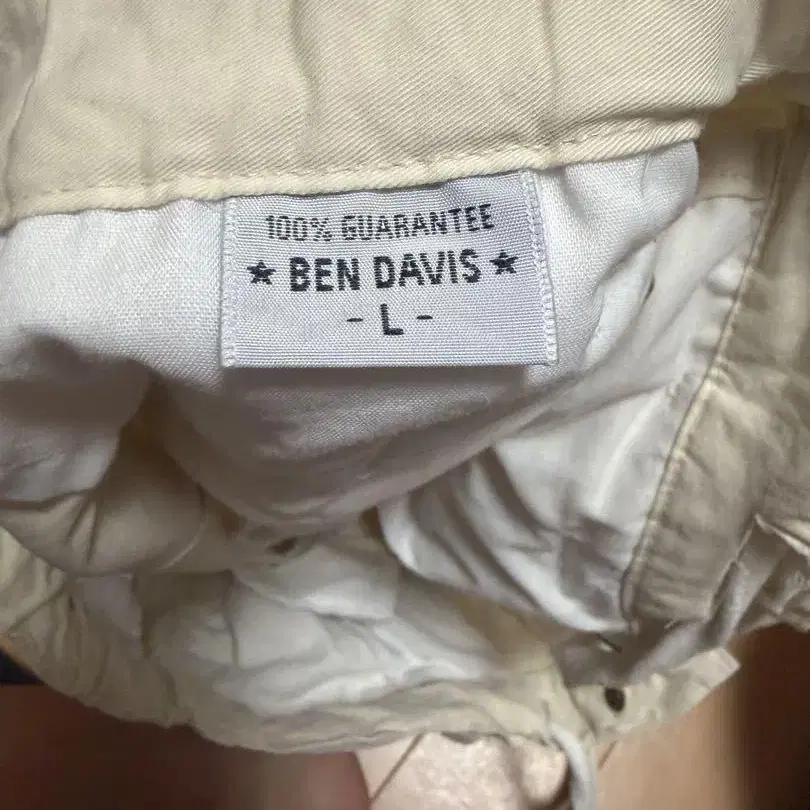 100% GUARANTEE
★ BEN DAVIS ★
- L -